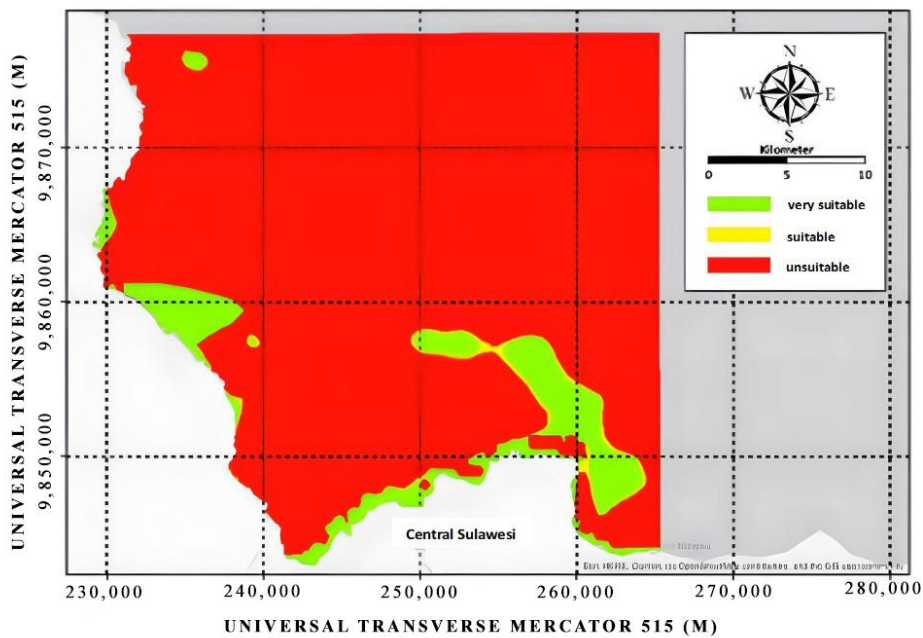 UNIVERSAL TRANSVERSE MERCATOR 515 (M)
9,870,000
9,860,000
9,850,000
N
W E
S
Kilometer
0 5 10
very suitable
suitable
unsuitable
Central Sulawesi
230,000 240,000 250,000 260,000 270,000 280,000
UNIVERSAL TRANSVERSE MERCATOR 515 (M)